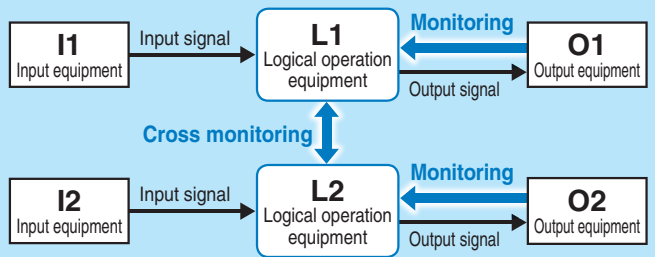 I1
Input equipment
Input signal
L1
Logical operation
equipment
Monitoring
Output signal
O1
Output equipment
Cross monitoring
I2
Input equipment
Input signal
L2
Logical operation
equipment
Monitoring
Output signal
O2
Output equipment